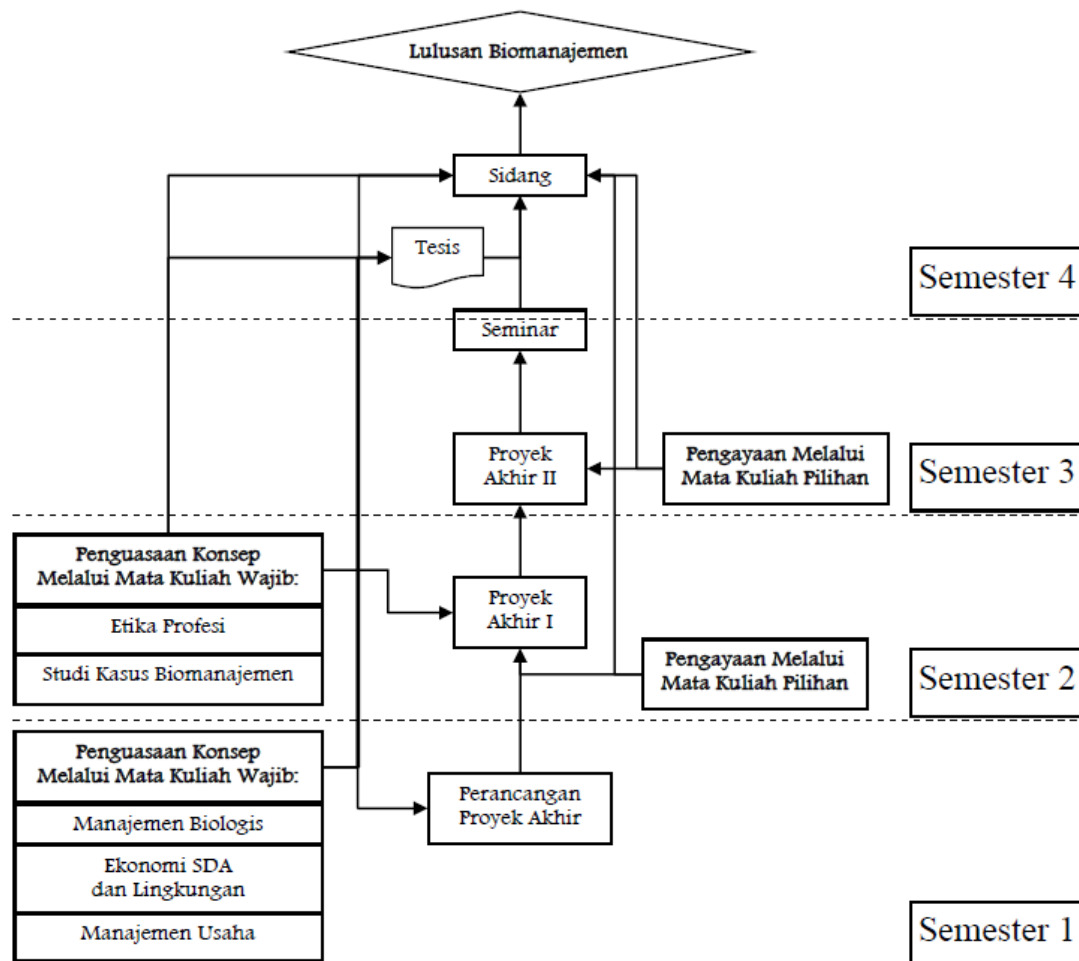 Lulusan Biomanajemen
Sidang
Tesis
Semester 4
Seminar
Proyek
Akhir II
Pengayaan Melalui
Mata Kuliah Pilihan
Semester 3
Penguasaan Konsep
Melalui Mata Kuliah Wajib:
Etika Profesi
Studi Kasus Biomanajemen
Proyek
Akhir I
Pengayaan Melalui
Mata Kuliah Pilihan
Semester 2
Penguasaan Konsep
Melalui Mata Kuliah Wajib:
Manajemen Biologis
Ekonomi SDA
dan Lingkungan
Manajemen Usaha
Perancangan
Proyek Akhir
Semester 1